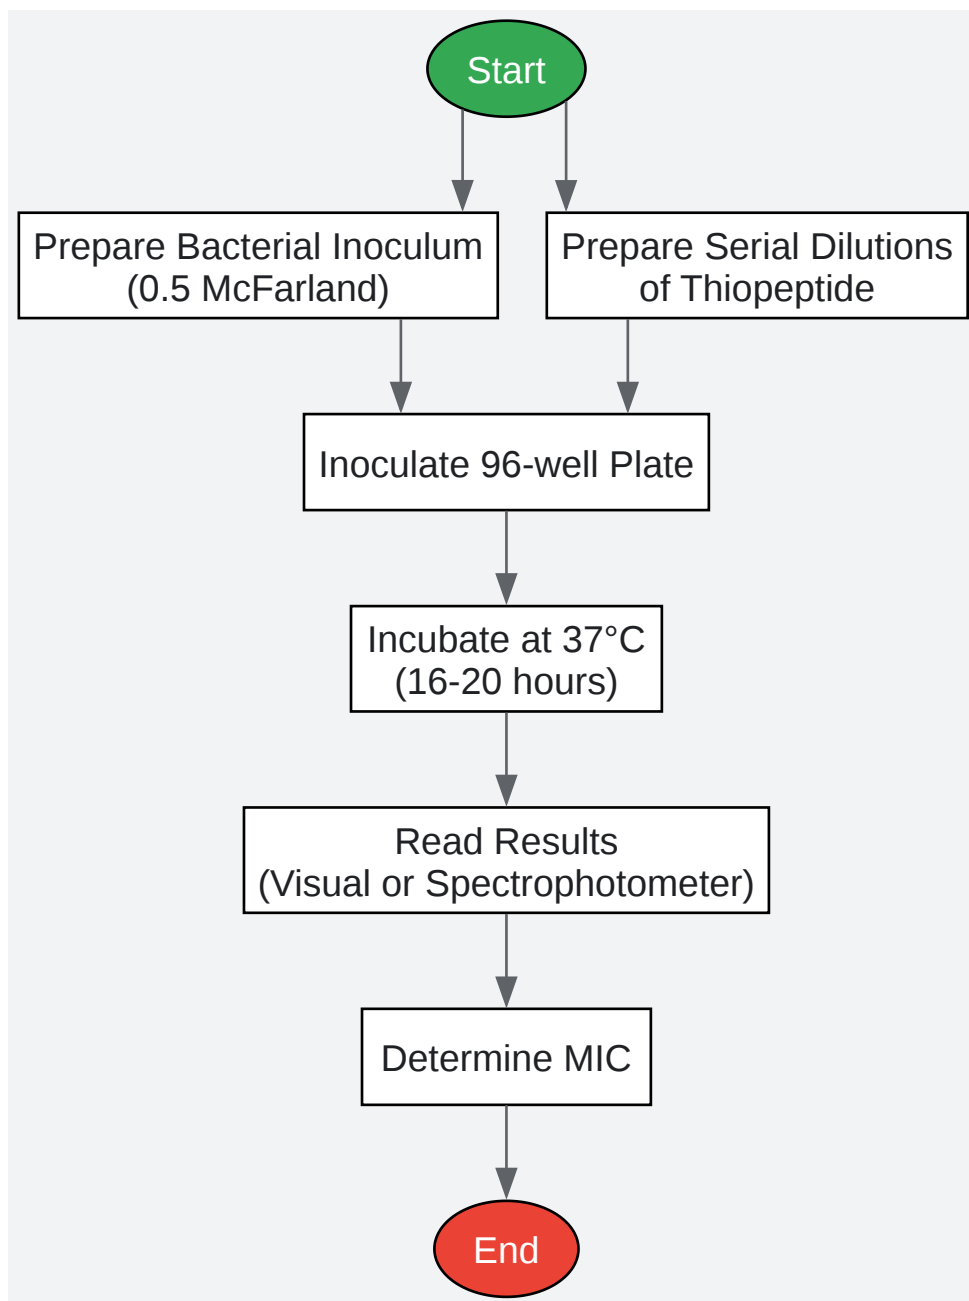 Start
Prepare Bacterial Inoculum
(0.5 McFarland)
Prepare Serial Dilutions
of Thiopeptide
Inoculate 96-well Plate
Incubate at 37°C
(16-20 hours)
Read Results
(Visual or Spectrophotometer)
Determine MIC
End